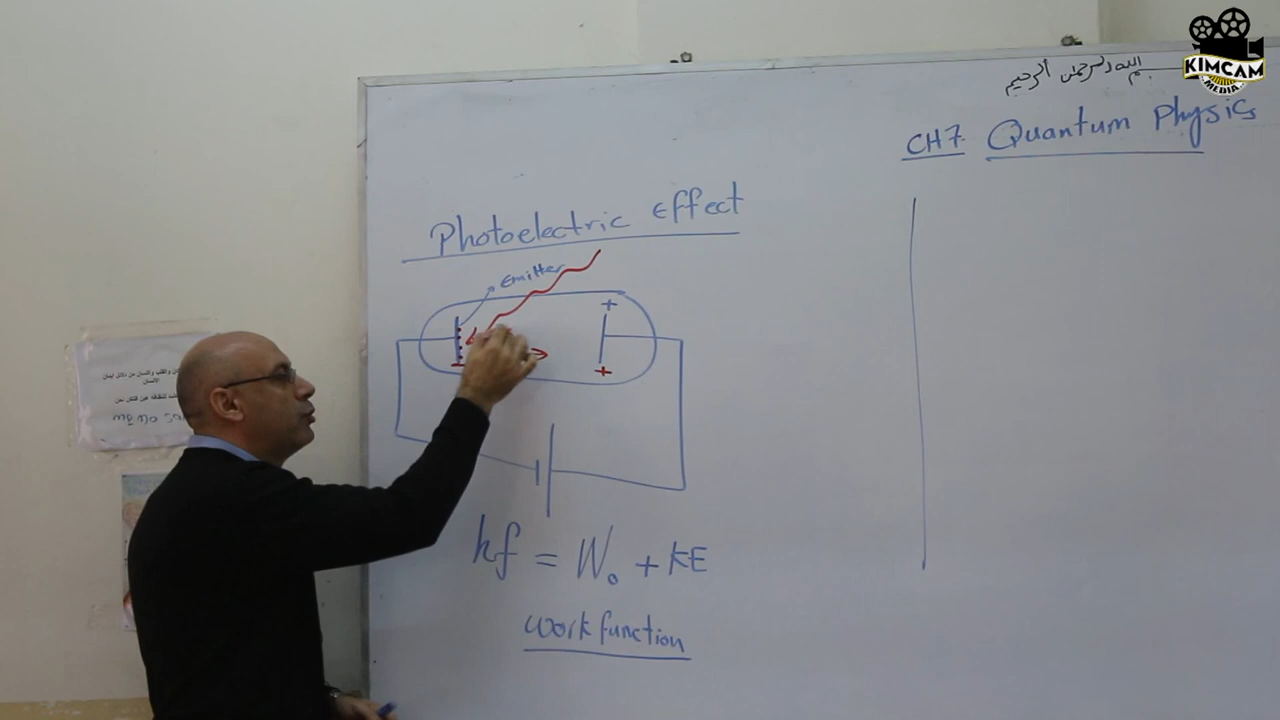 KIMCAM
MEDIA
بسم الله الرحمن الرحيم
CH7. Quantum Physics
Photoelectric Effect
Emitter
+
+
hf = W₀ + KE
work function